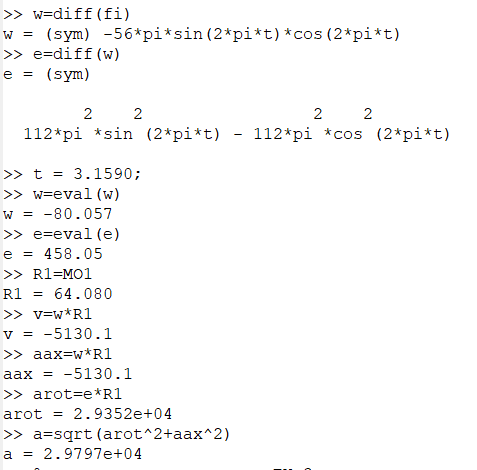 >> w=diff(fi)
w = (sym) -56*pi*sin(2*pi*t)*cos(2*pi*t)
>> e=diff(w)
e = (sym)
2 2 2 2
112*pi *sin (2*pi*t) - 112*pi *cos (2*pi*t)
>> t = 3.1590;
>> w=eval(w)
w = -80.057
>> e=eval(e)
e = 458.05
>> R1=MO1
R1 = 64.080
>> v=w*R1
v = -5130.1
>> aax=w*R1
aax = -5130.1
>> arot=e*R1
arot = 2.9352e+04
>> a=sqrt(arot^2+aax^2)
a = 2.9797e+04